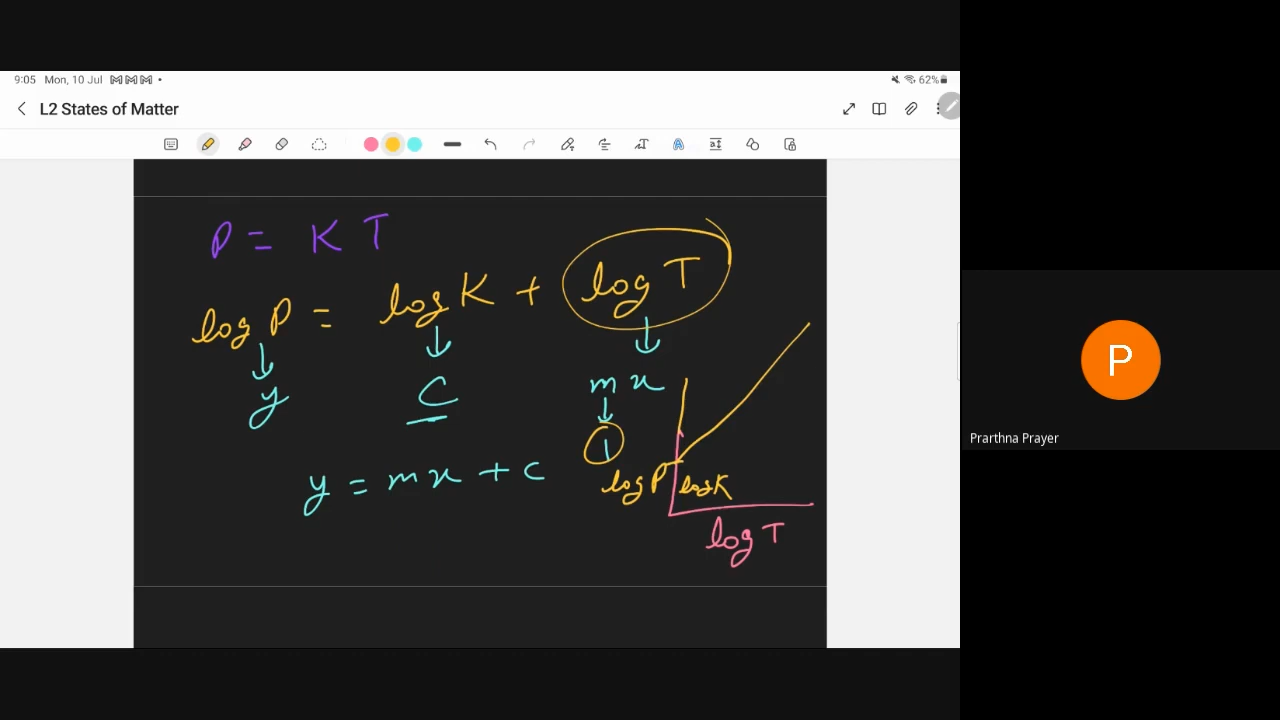 9:05 Mon, 10 Jul
62%
L2 States of Matter
P = K T
log P = log K + log T
y C m x
1
y = mx + c
log P log K
log T
P
Prarthna Prayer